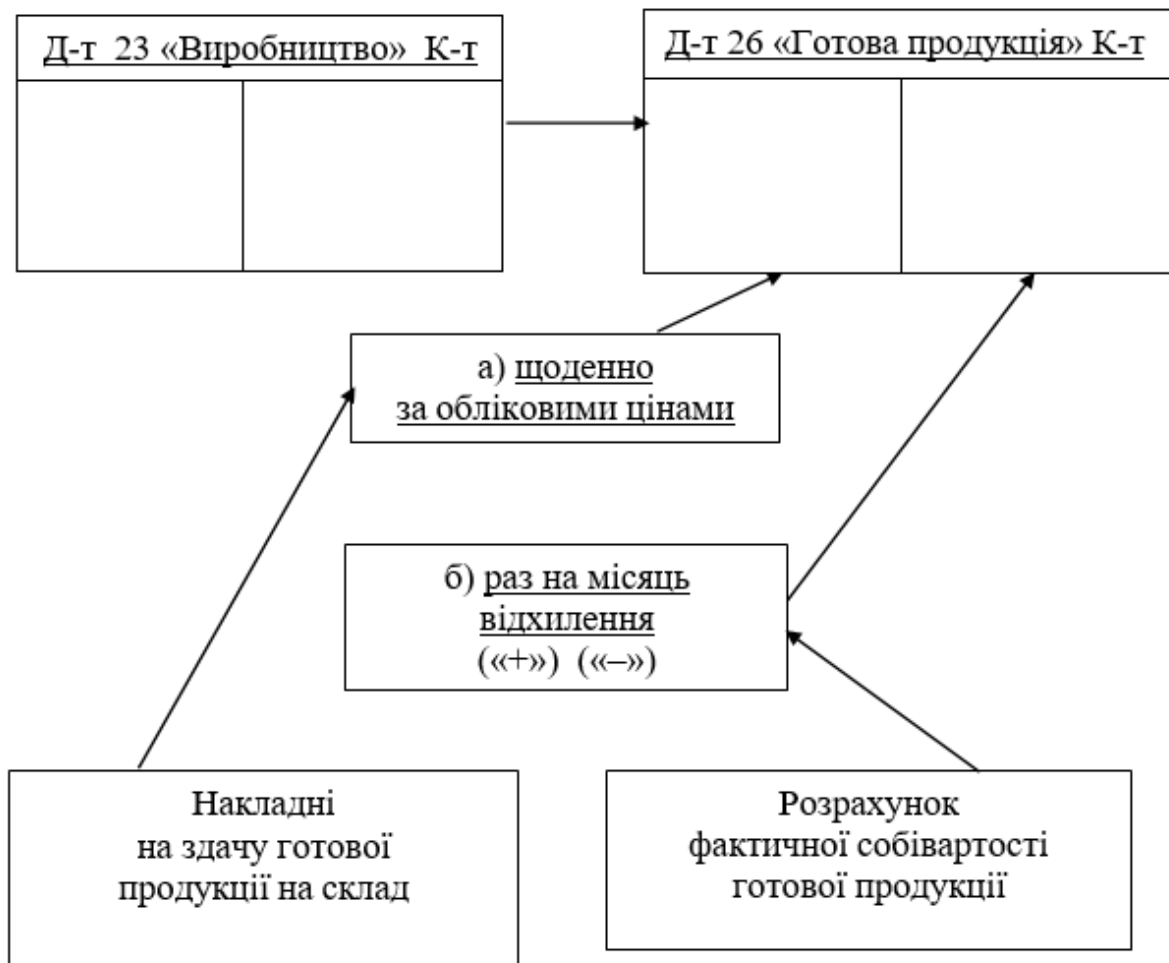 Д-т 23 «Виробництво» К-т
Д-т 26 «Готова продукція» К-т
а) щоденно
за обліковими цінами
б) раз на місяць
відхилення
(«+») («–»)
Накладні
на здачу готової
продукції на склад
Розрахунок
фактичної собівартості
готової продукції